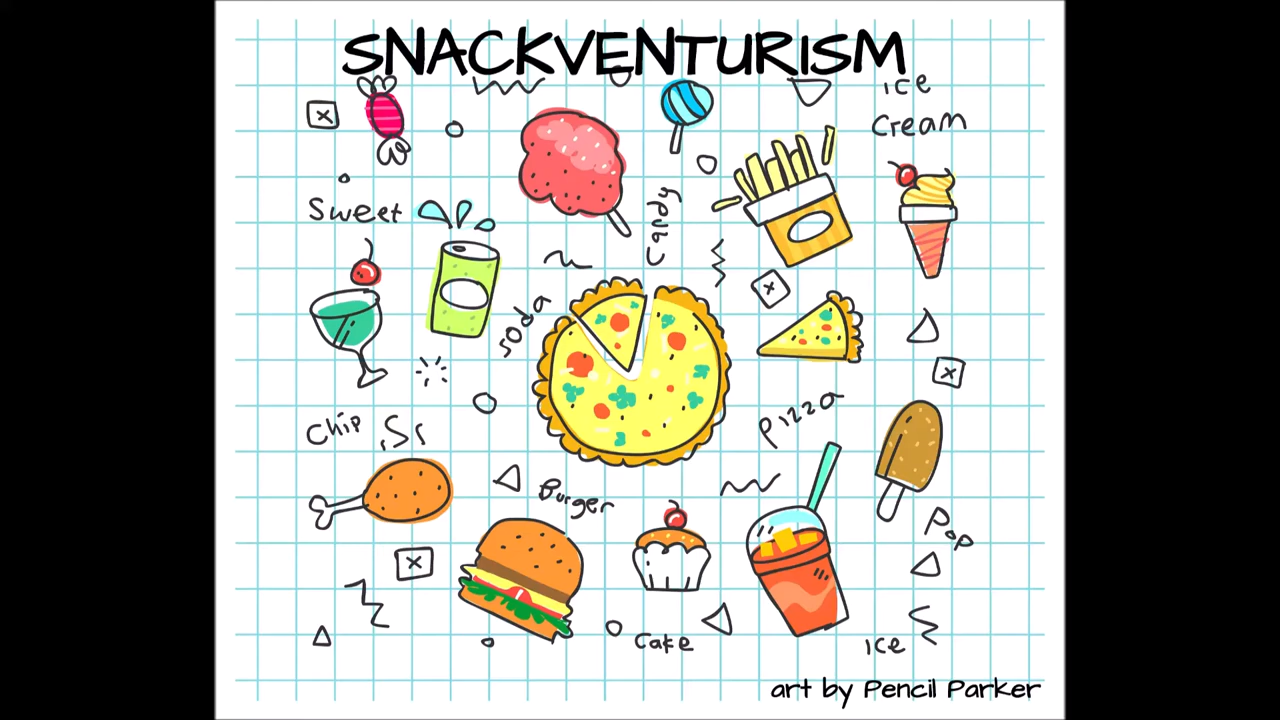 SNACKVENTURISM
ice
cream
Sweet
Candy
Soda
Pizza
Chip
Burger
Pop
Cake
ice
art by Pencil Parker